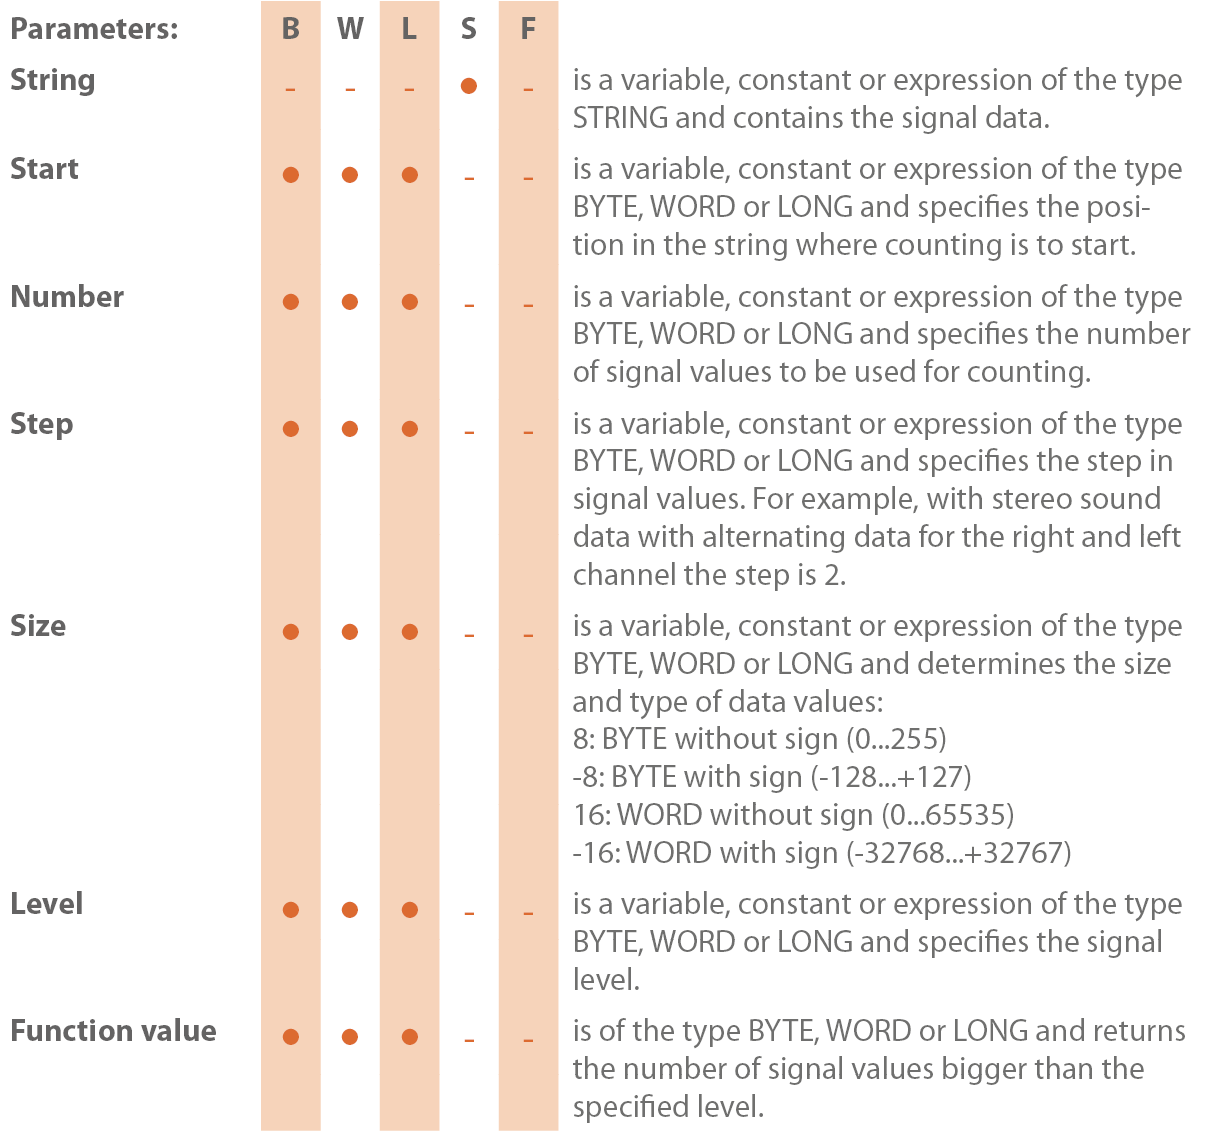 Parameters: B W L S F
String - - - ● - is a variable, constant or expression of the type
STRING and contains the signal data.
Start ● ● ● - - is a variable, constant or expression of the type
BYTE, WORD or LONG and specifies the posi-
tion in the string where counting is to start.
Number ● ● ● - - is a variable, constant or expression of the type
BYTE, WORD or LONG and specifies the number
of signal values to be used for counting.
Step ● ● ● - - is a variable, constant or expression of the type
BYTE, WORD or LONG and specifies the step in
signal values. For example, with stereo sound
data with alternating data for the right and left
channel the step is 2.
Size ● ● ● - - is a variable, constant or expression of the type
BYTE, WORD or LONG and determines the size
and type of data values:
8: BYTE without sign (0...255)
-8: BYTE with sign (-128...+127)
16: WORD without sign (0...65535)
-16: WORD with sign (-32768...+32767)
Level ● ● ● - - is a variable, constant or expression of the type
BYTE, WORD or LONG and specifies the signal
level.
Function value ● ● ● - - is of the type BYTE, WORD or LONG and returns
the number of signal values bigger than the
specified level.